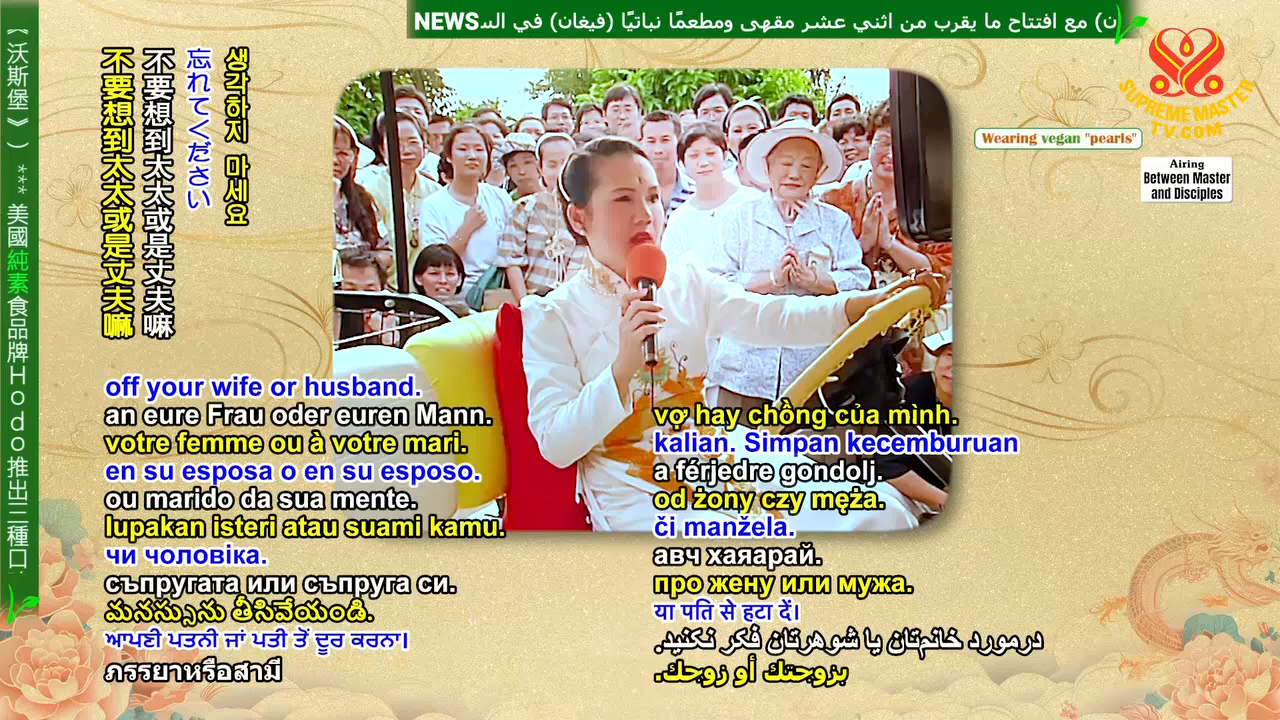 NEWS
ن) مع افتتاح ما يقرب من اثني عشر مقهى ومطعمًا نباتيًا (فيغان) في الس
SUPREME MASTER
TV.COM
Wearing vegan "pearls"
Airing
Between Master
and Disciples
《沃斯堡》) *** 美國純素食品牌Hodo推出三種口
不要想到太太或是丈夫嘛
不要想到太太或是丈夫嘛
忘れてください
생각하지 마세요
off your wife or husband.
an eure Frau oder euren Mann.
votre femme ou à votre mari.
en su esposa o en su esposo.
ou marido da sua mente.
lupakan isteri atau suami kamu.
чи чоловіка.
съпругата или съпруга си.
మనస్సును తీసివేయండి.
ਆਪਣੀ ਪਤਨੀ ਜਾਂ ਪਤੀ ਤੋਂ ਦੂਰ ਕਰਨਾ।
ภรรยาหรือสามี
vợ hay chồng của mình.
kalian. Simpan kecemburuan
a férjedre gondolj.
od żony czy męża.
či manžela.
авч хаяарай.
про жену или мужа.
या पति से हटा दें।
درمورد خانم‌تان یا شوهرتان فکر نکنید.
بزوجتك أو زوجك.